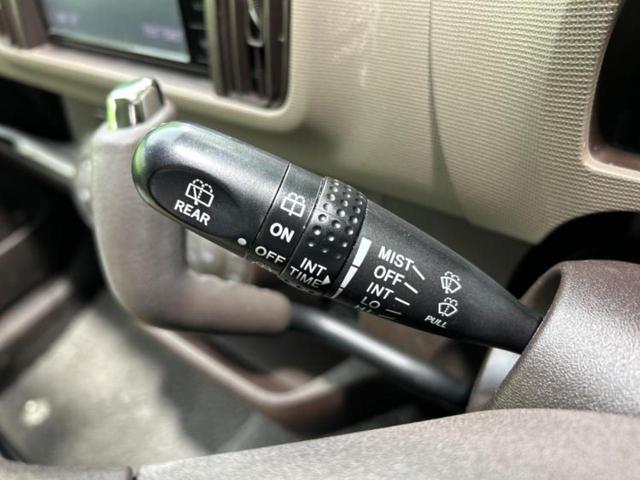 REAR
ON
OFF
INT
TIME
MIST
OFF
INT
LO
PULL